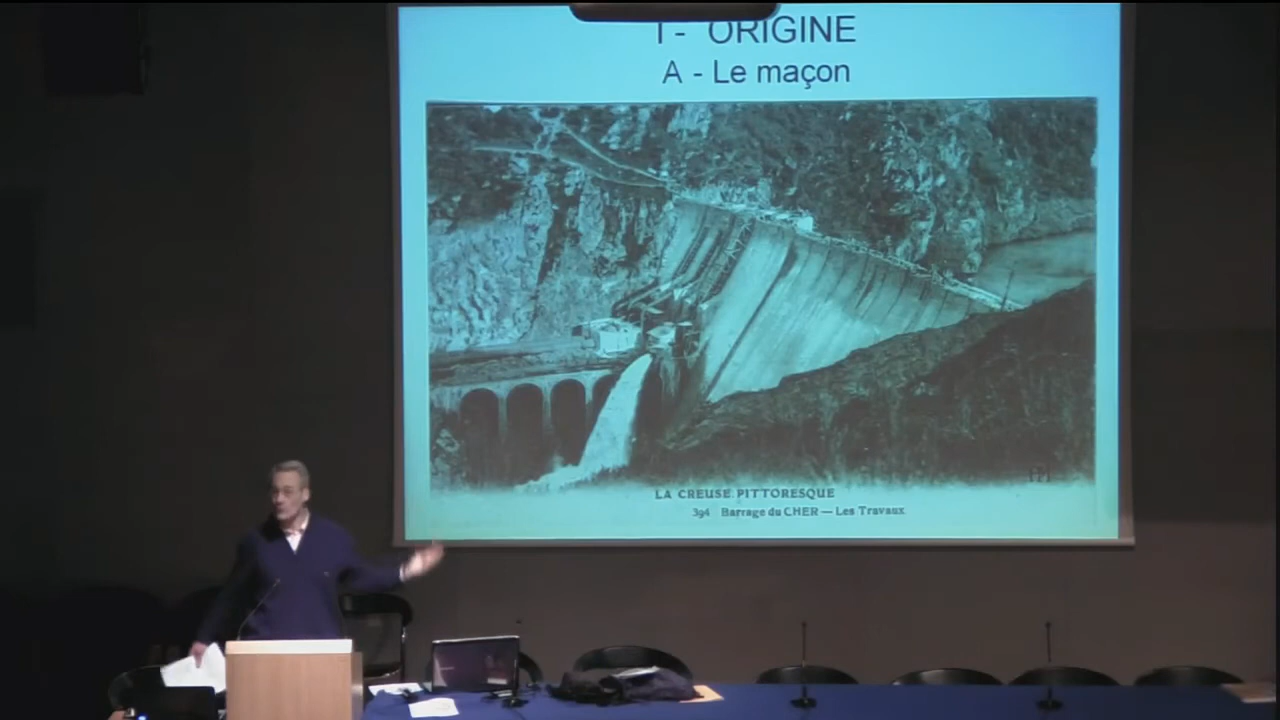 I - ORIGINE
A - Le maçon
LA CREUSE PITTORESQUE
394 Barrage du CHER — Les Travaux